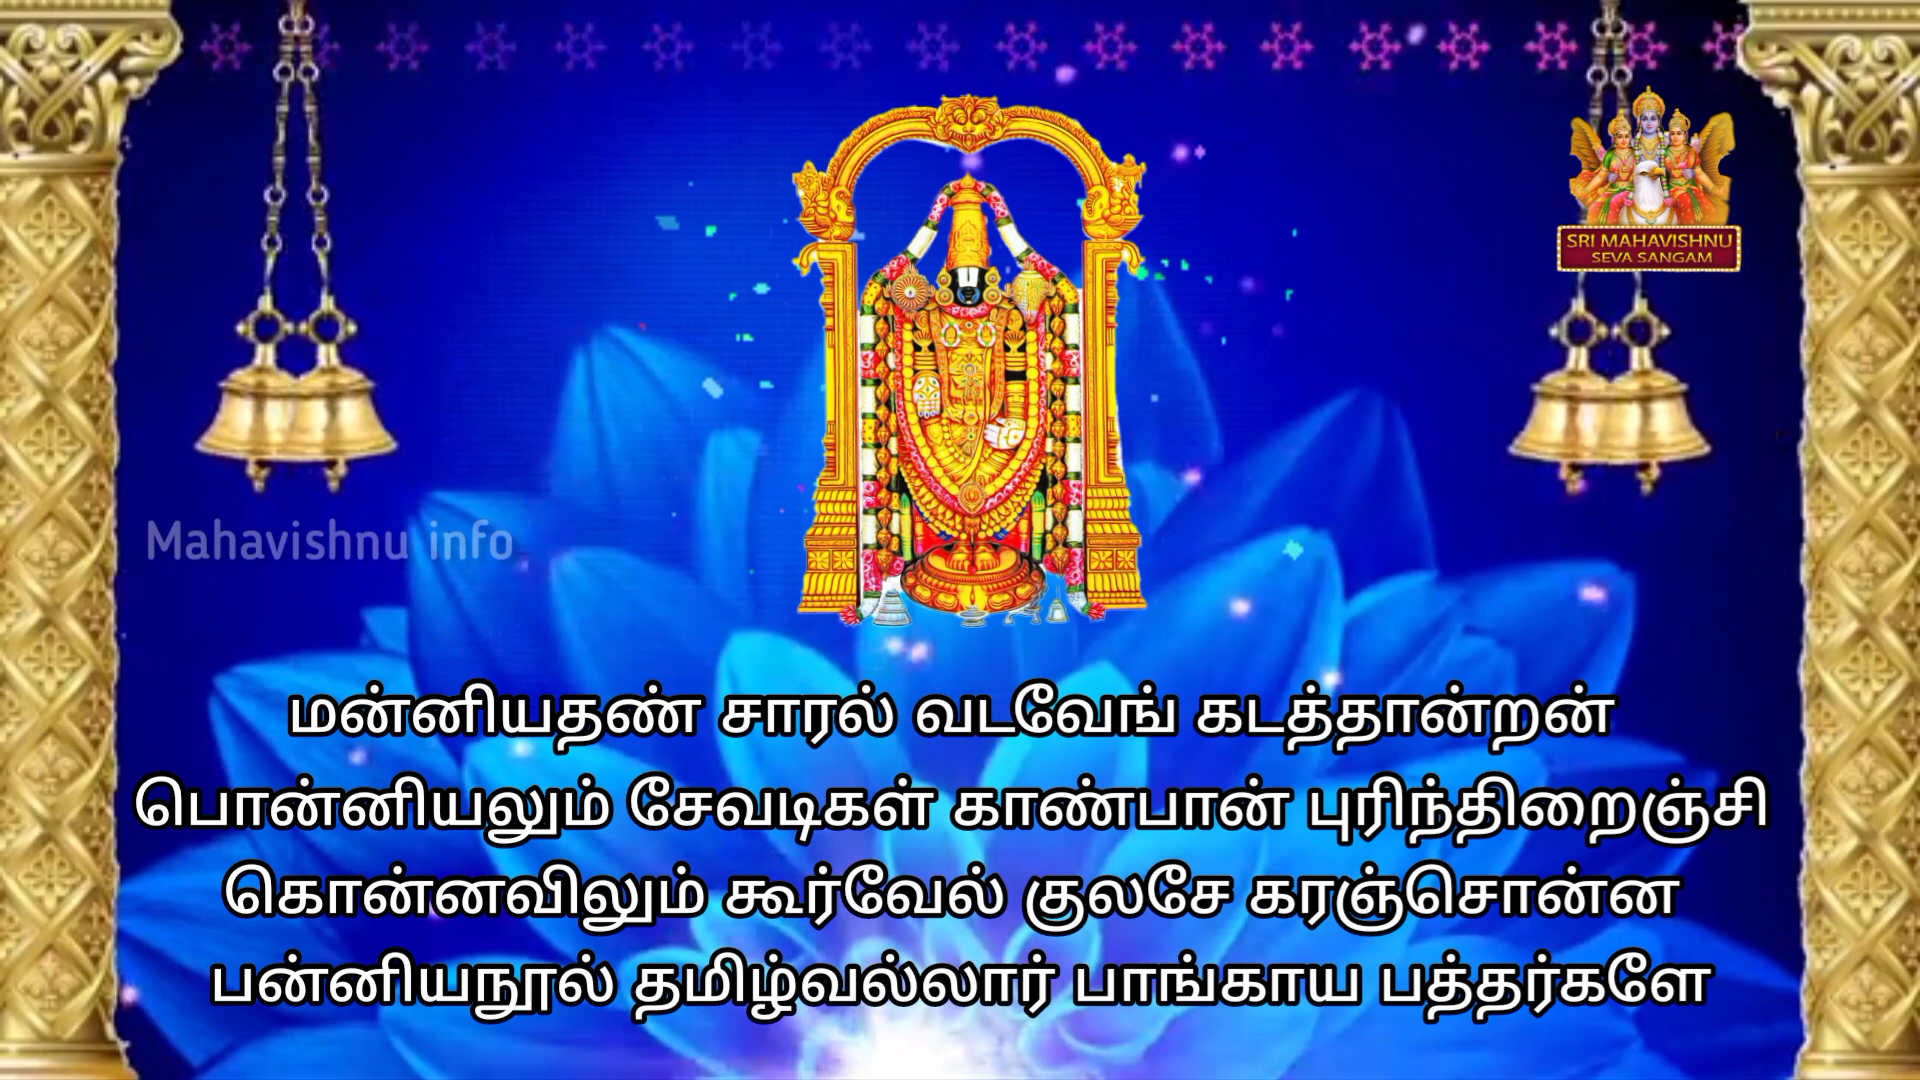 SRI MAHAVISHNU
SEVA SANGAM
Mahavishnu info
மன்னியதண் சாரல் வடவேங் கடத்தான்றன்
பொன்னியலும் சேவடிகள் காண்பான் புரிந்திறைஞ்சி
கொன்னவிலும் கூர்வேல் குலசே கரஞ்சொன்ன
பன்னியநூல் தமிழ்வல்லார் பாங்காய பத்தர்களே